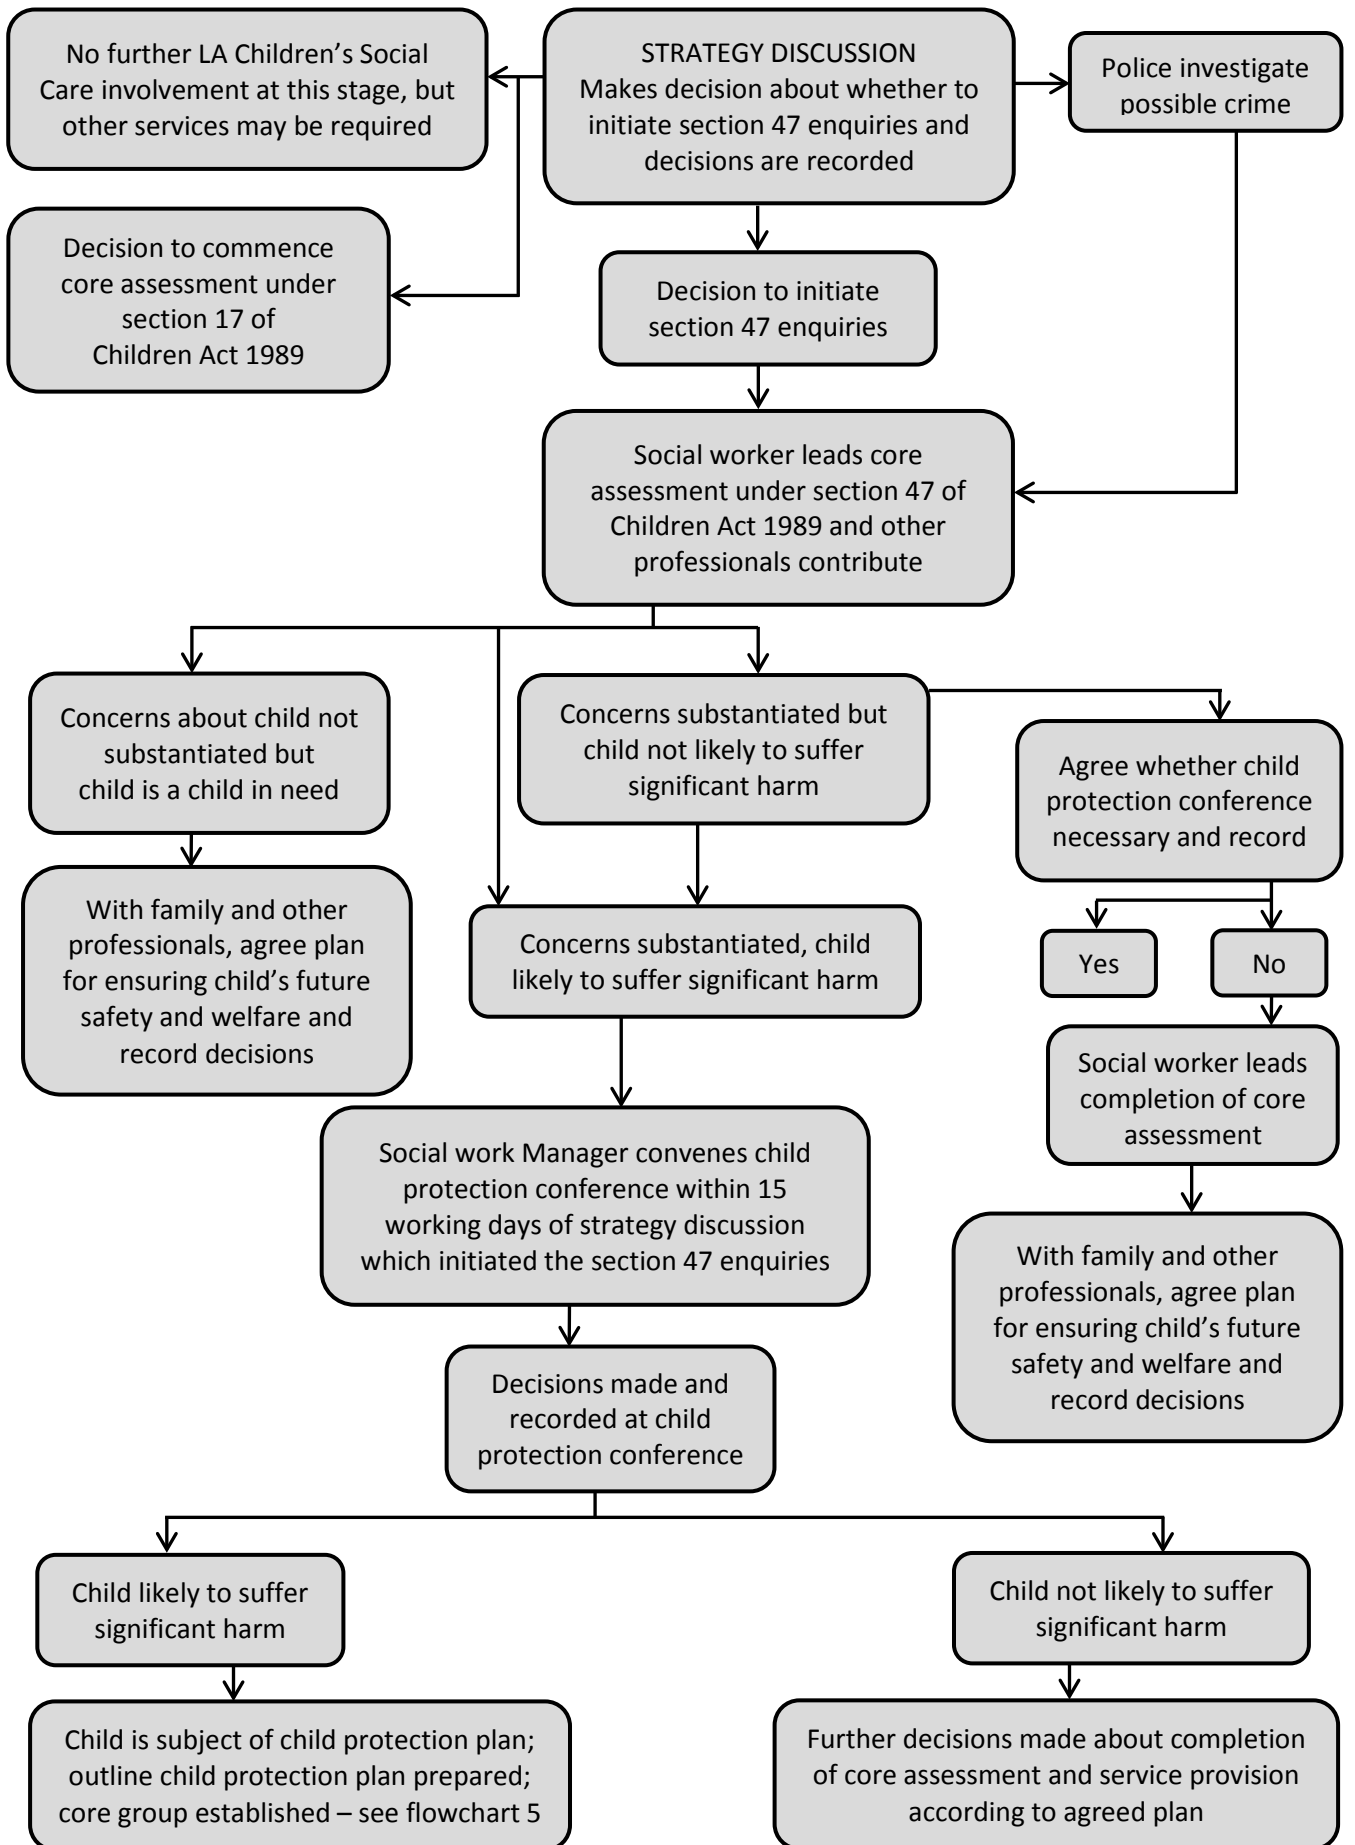 No further LA Children’s Social
Care involvement at this stage, but
other services may be required
STRATEGY DISCUSSION
Makes decision about whether to
initiate section 47 enquiries and
decisions are recorded
Police investigate
possible crime
Decision to commence
core assessment under
section 17 of
Children Act 1989
Decision to initiate
section 47 enquiries
Social worker leads core
assessment under section 47 of
Children Act 1989 and other
professionals contribute
Concerns about child not
substantiated but
child is a child in need
Concerns substantiated but
child not likely to suffer
significant harm
Agree whether child
protection conference
necessary and record
With family and other
professionals, agree plan
for ensuring child’s future
safety and welfare and
record decisions
Concerns substantiated, child
likely to suffer significant harm
Yes
No
Social worker leads
completion of core
assessment
Social work Manager convenes child
protection conference within 15
working days of strategy discussion
which initiated the section 47 enquiries
With family and other
professionals, agree plan
for ensuring child’s future
safety and welfare and
record decisions
Decisions made and
recorded at child
protection conference
Child likely to suffer
significant harm
Child not likely to suffer
significant harm
Child is subject of child protection plan;
outline child protection plan prepared;
core group established – see flowchart 5
Further decisions made about completion
of core assessment and service provision
according to agreed plan